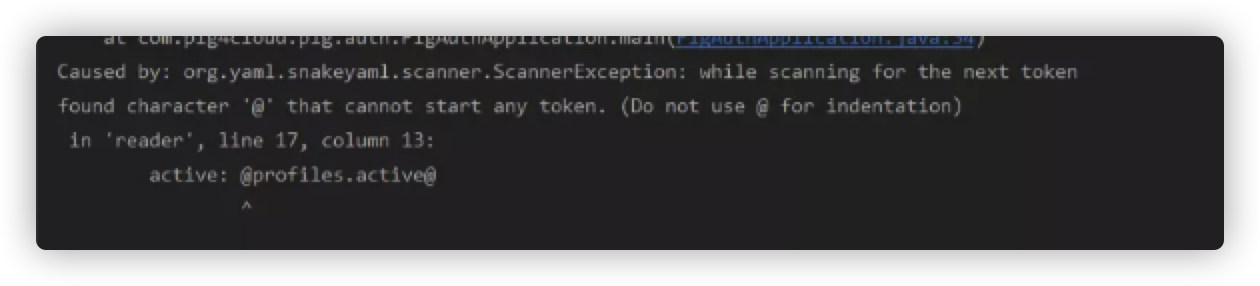 at com.pig4cloud.pig.auth.PigAuthApplication.main(PigAuthApplication.java:34)
Caused by: org.yaml.snakeyaml.scanner.ScannerException: while scanning for the next token
found character '@' that cannot start any token. (Do not use @ for indentation)
in 'reader', line 17, column 13:
active: @profiles.active@
^